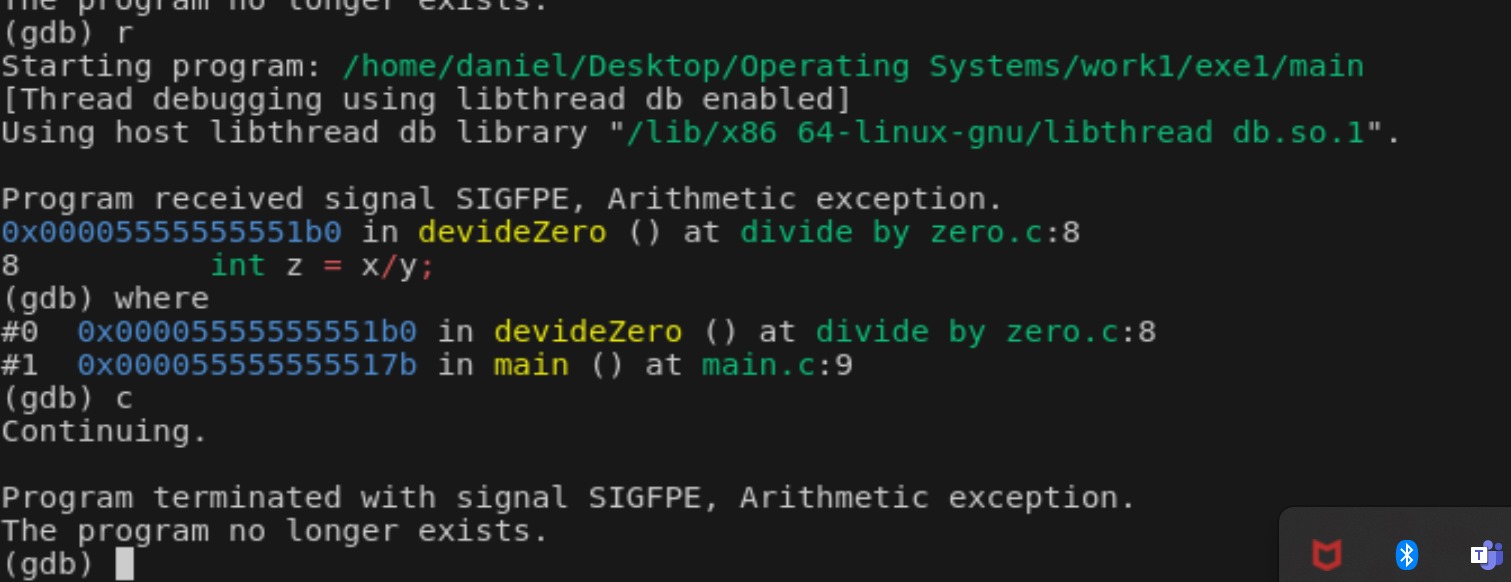 The program no longer exists.
(gdb) r
Starting program: /home/daniel/Desktop/Operating Systems/work1/exe1/main
[Thread debugging using libthread db enabled]
Using host libthread db library "/lib/x86 64-linux-gnu/libthread db.so.1".
Program received signal SIGFPE, Arithmetic exception.
0x00005555555551b0 in devideZero () at divide by zero.c:8
8 int z = x/y;
(gdb) where
#0 0x00005555555551b0 in devideZero () at divide by zero.c:8
#1 0x000055555555517b in main () at main.c:9
(gdb) c
Continuing.
Program terminated with signal SIGFPE, Arithmetic exception.
The program no longer exists.
(gdb)
T